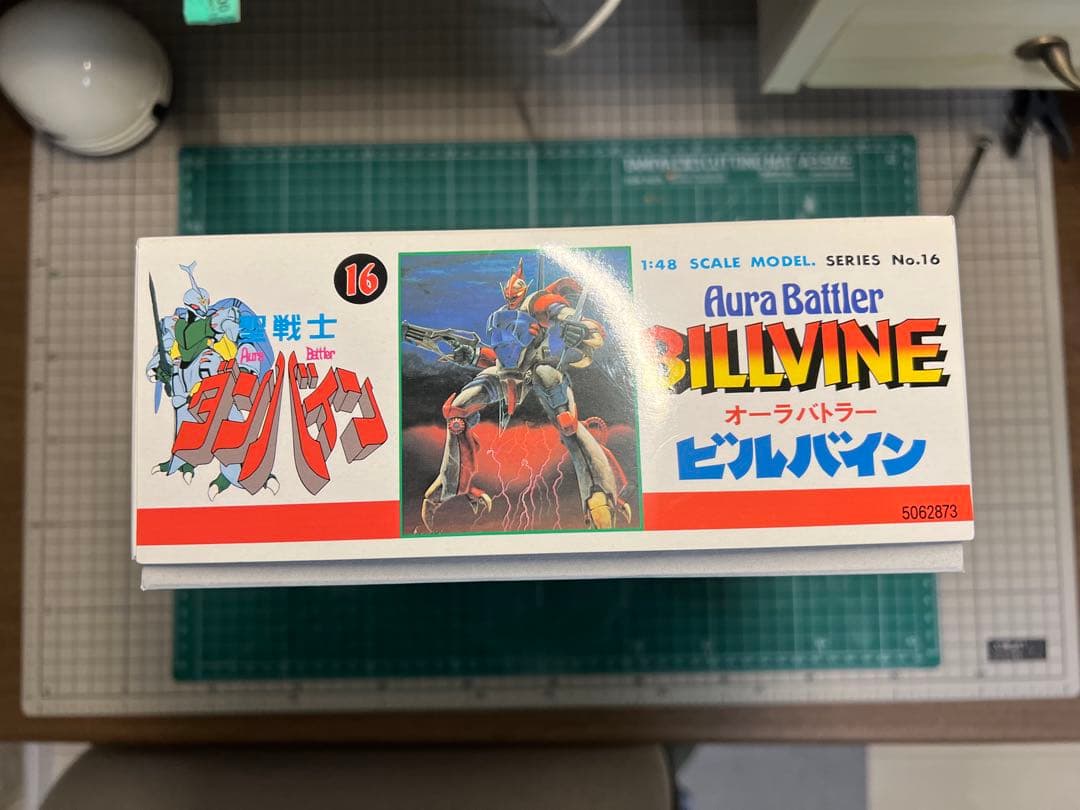 16
聖戦士
Aura Battler
ダンバイン
1:48 SCALE MODEL. SERIES No.16
Aura Battler
BILLVINE
オーラバトラー
ビルバイン
5062873